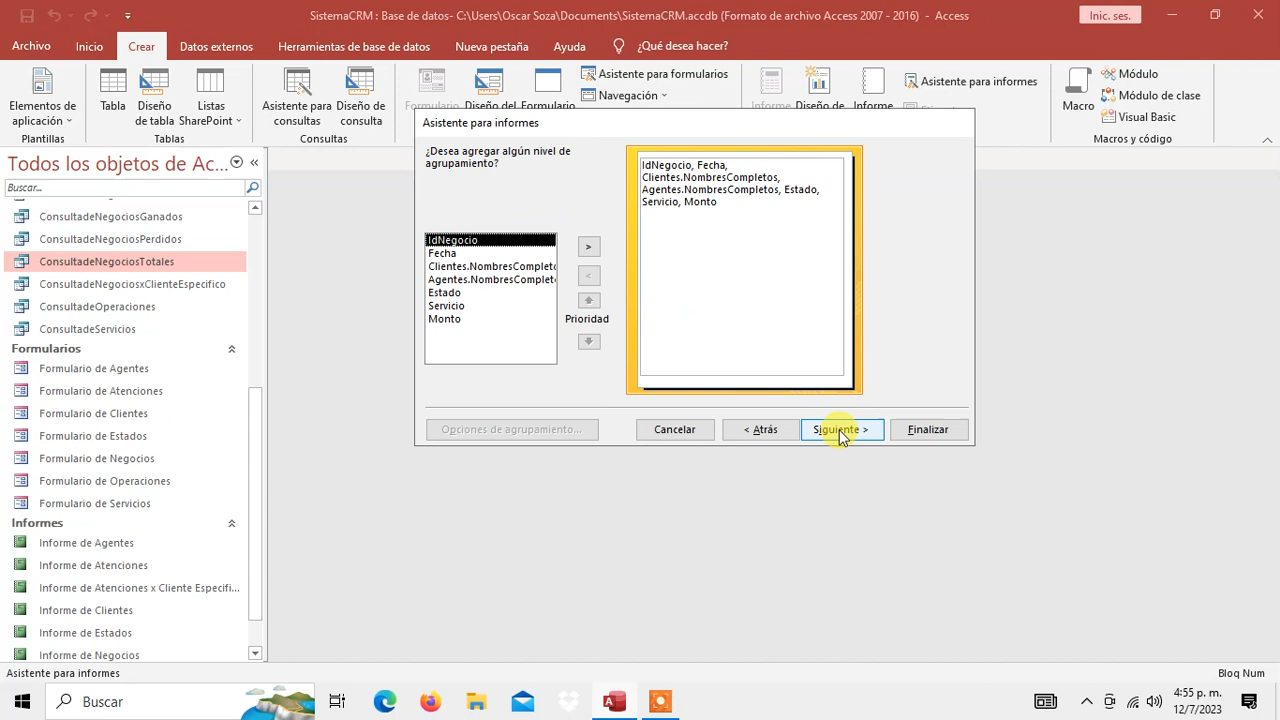 SistemaCRM : Base de datos- C:\Users\Oscar Soza\Documents\SistemaCRM.accdb (Formato de archivo Access 2007 - 2016) - Access
Inic. ses.
Archivo Inicio Crear Datos externos Herramientas de base de datos Nueva pestaña Ayuda ¿Qué desea hacer?
Elementos de aplicación
Plantillas
Tabla
Diseño de tabla
Listas SharePoint
Tablas
Asistente para consultas
Diseño de consulta
Consultas
Formulario
Diseño del
Formulario
Asistente para formularios
Navegación
Informe
Diseño de
Informe
Asistente para informes
Macro
Módulo
Módulo de clase
Visual Basic
Macros y código
Todos los objetos de Ac...
Buscar...
ConsultadeNegociosGanados
ConsultadeNegociosPerdidos
ConsultadeNegociosTotales
ConsultadeNegociosxClienteEspecifico
ConsultadeOperaciones
ConsultadeServicios
Formularios
Formulario de Agentes
Formulario de Atenciones
Formulario de Clientes
Formulario de Estados
Formulario de Negocios
Formulario de Operaciones
Formulario de Servicios
Informes
Informe de Agentes
Informe de Atenciones
Informe de Atenciones x Cliente Especifi...
Informe de Clientes
Informe de Estados
Informe de Negocios
Asistente para informes
¿Desea agregar algún nivel de
agrupamiento?
IdNegocio
Fecha
Clientes.NombresCompleto
Agentes.NombresCompleto
Estado
Servicio
Monto
>
<
Prioridad
IdNegocio, Fecha,
Clientes.NombresCompletos,
Agentes.NombresCompletos, Estado,
Servicio, Monto
Opciones de agrupamiento...
Cancelar
< Atrás
Siguiente >
Finalizar
Asistente para informes
Bloq Num
Buscar
4:55 p. m.
12/7/2023